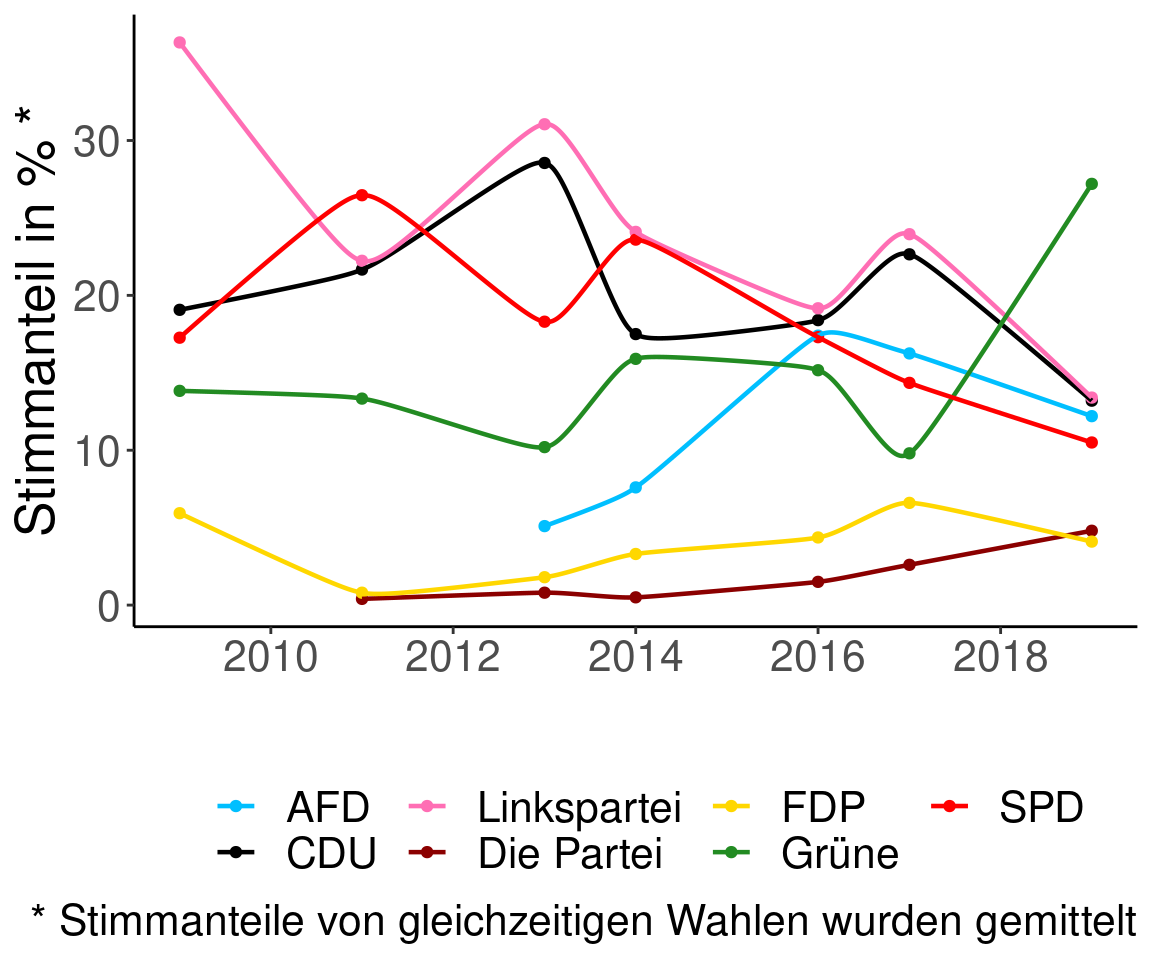 Stimmanteil in % *
30
20
10
0
2010 2012 2014 2016 2018
AFD Linkspartei FDP SPD
CDU Die Partei Grüne
* Stimmanteile von gleichzeitigen Wahlen wurden gemittelt